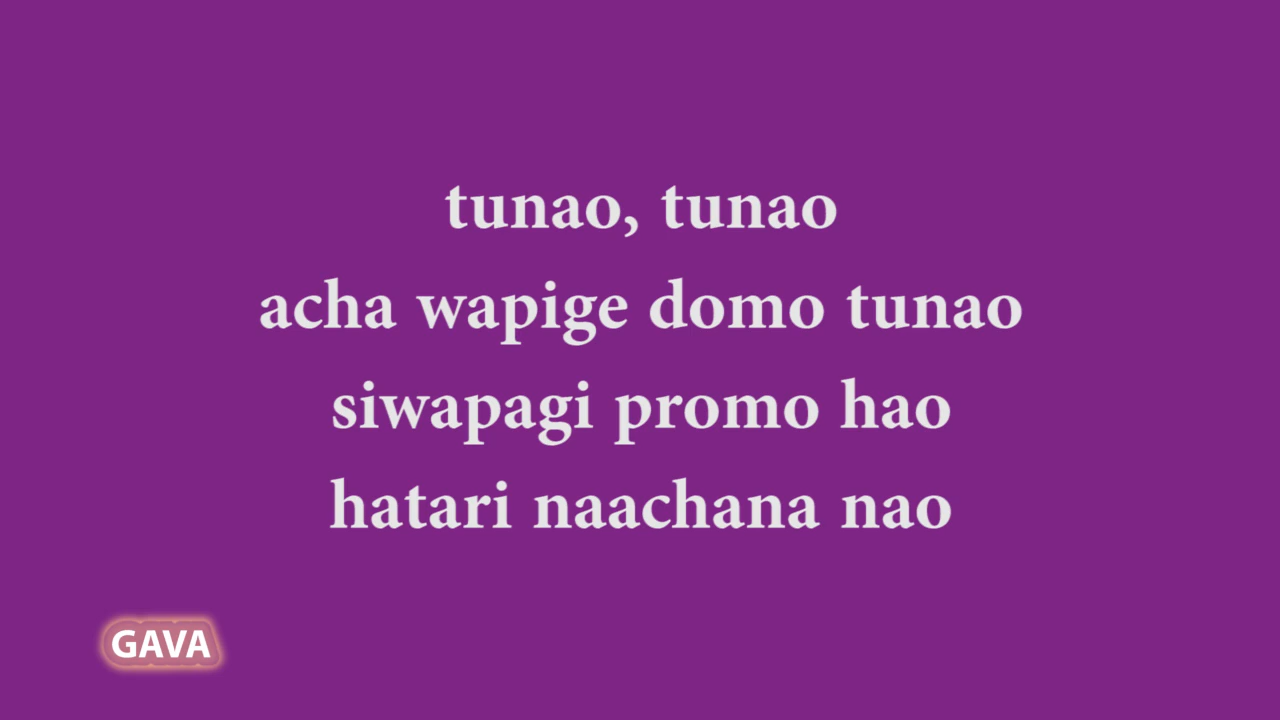 tunao, tunao
acha wapige domo tunao
siwapagi promo hao
hatari naachana nao
GAVA